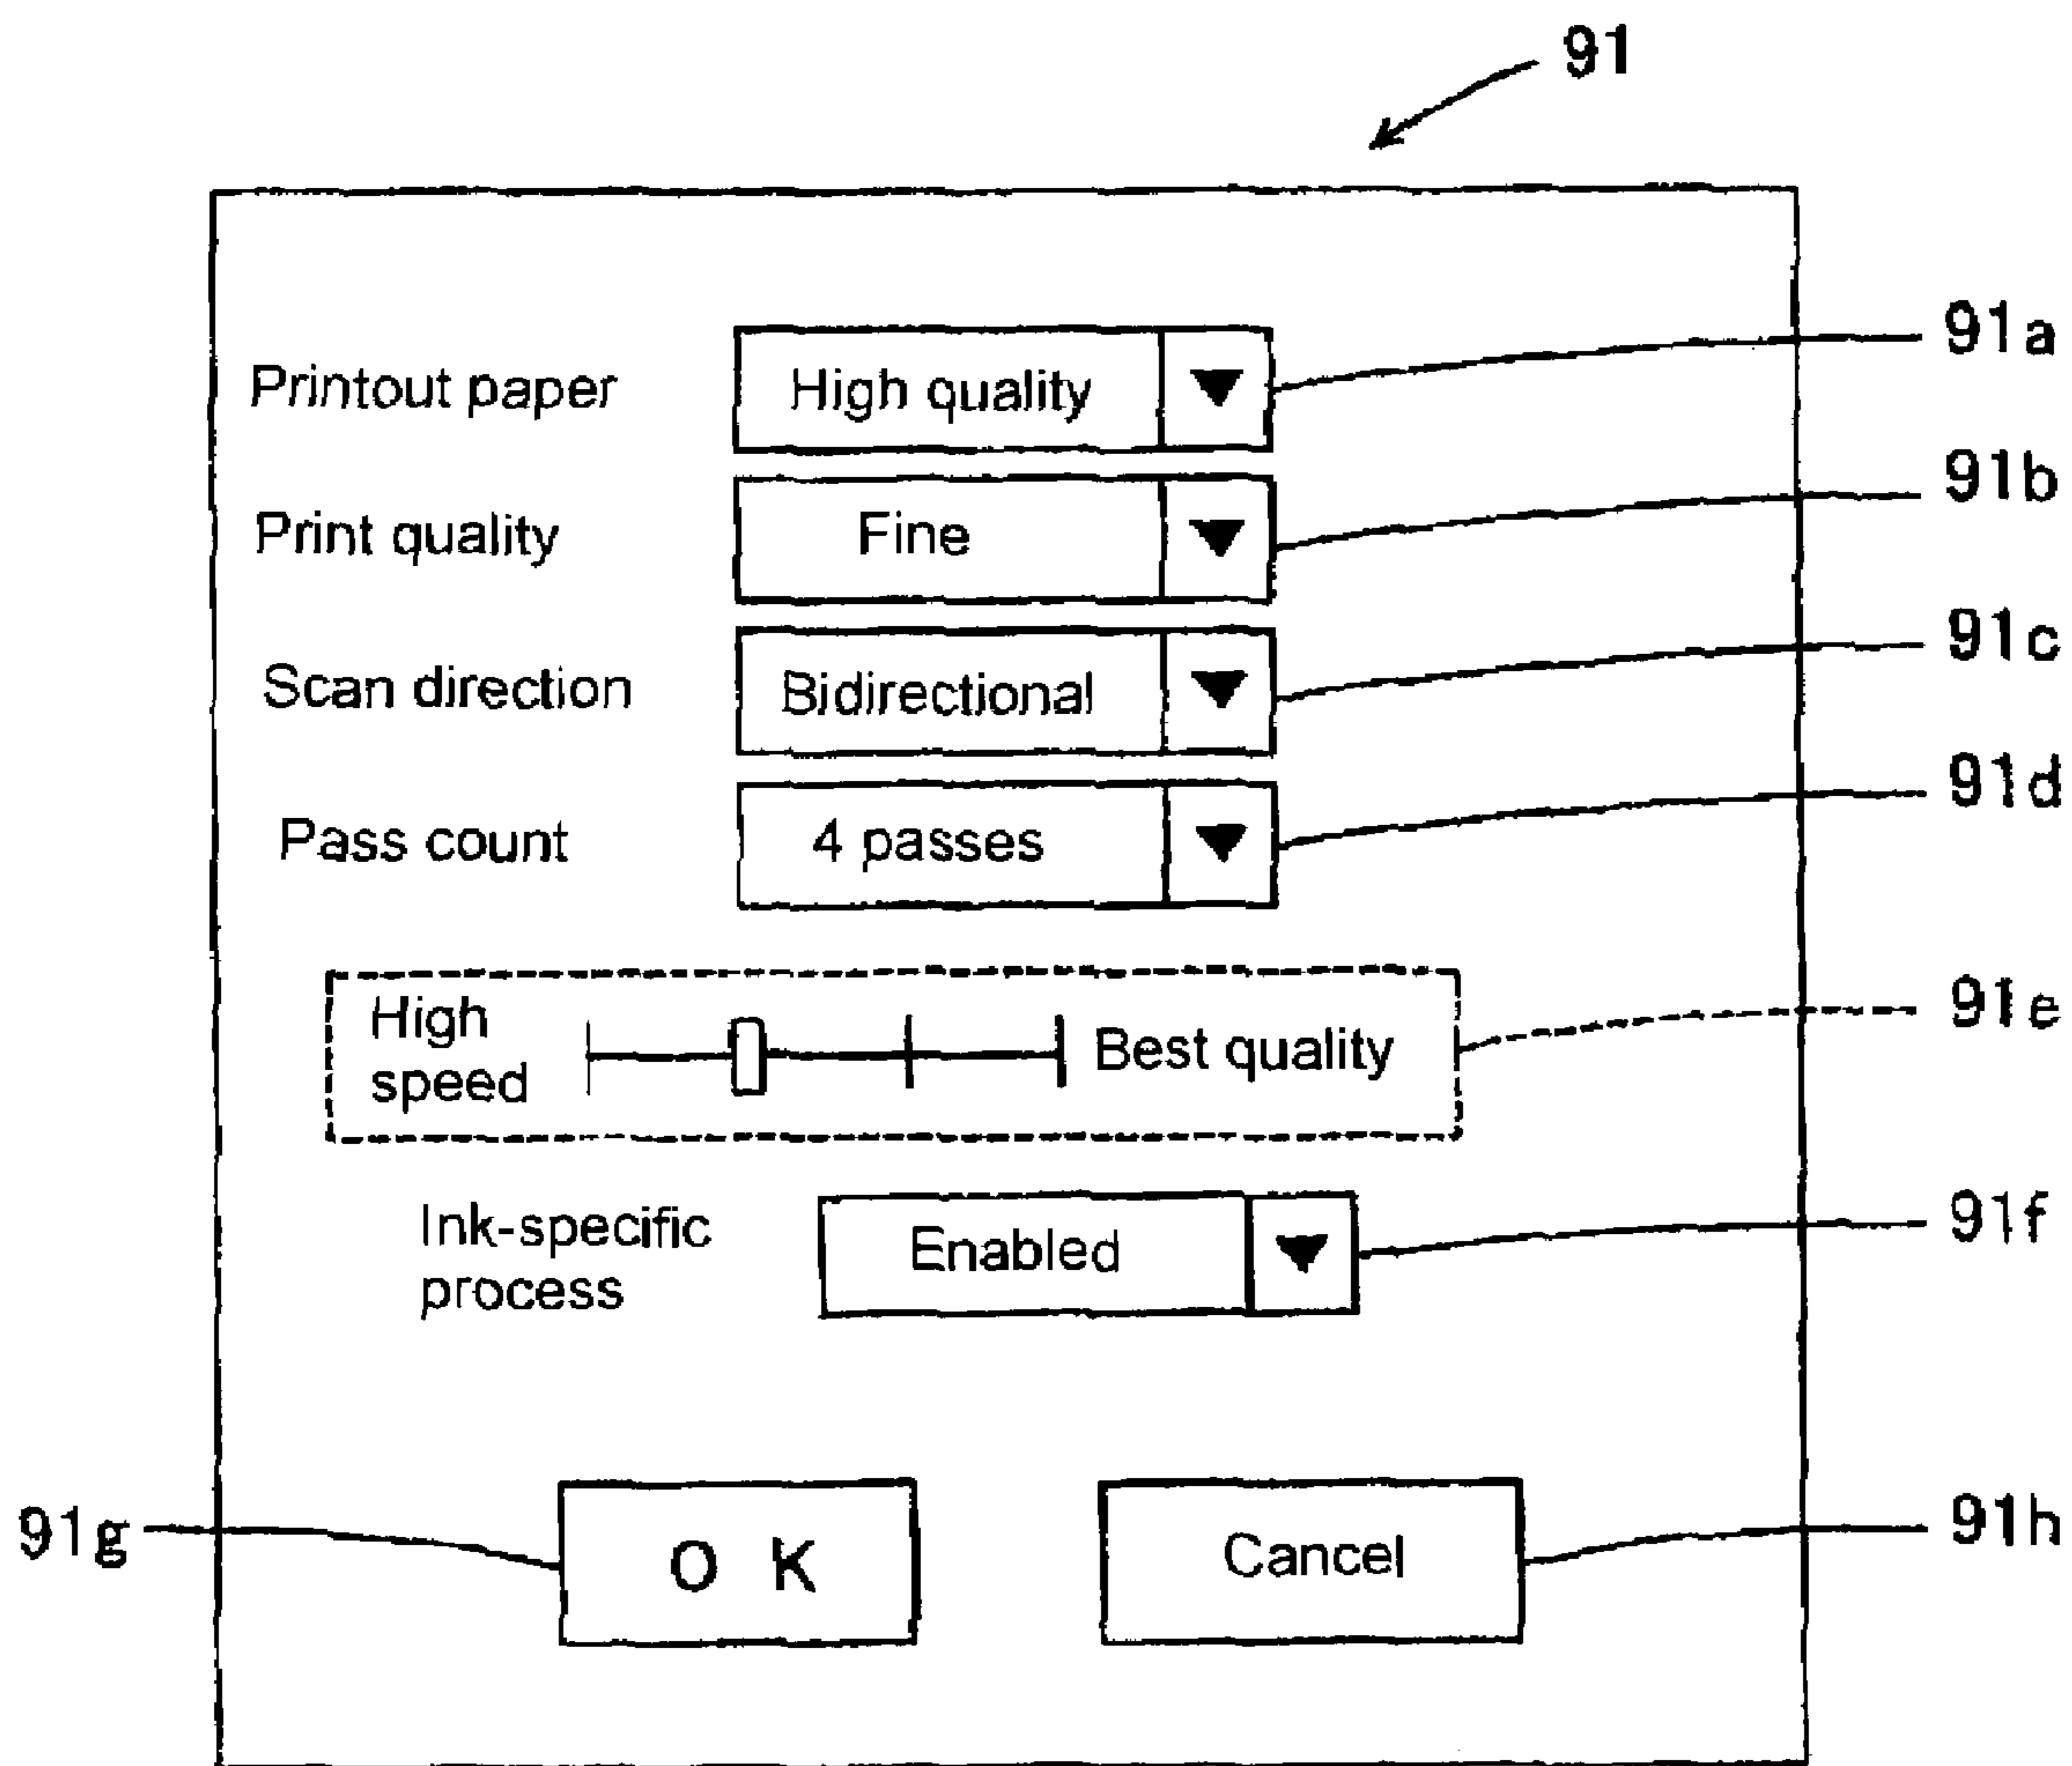 91
Printout paper High quality 91a
Print quality Fine 91b
Scan direction Bidirectional 91c
Pass count 4 passes 91d
High
speed Best quality 91e
Ink-specific
process Enabled 91f
91g O K Cancel 91h